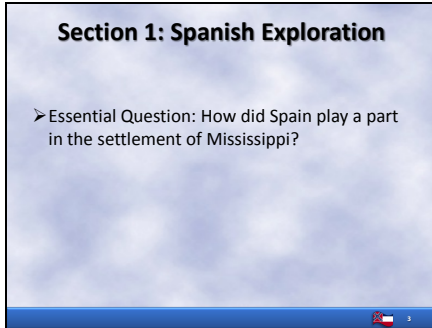 Section 1: Spanish Exploration
➢Essential Question: How did Spain play a part
in the settlement of Mississippi?
3